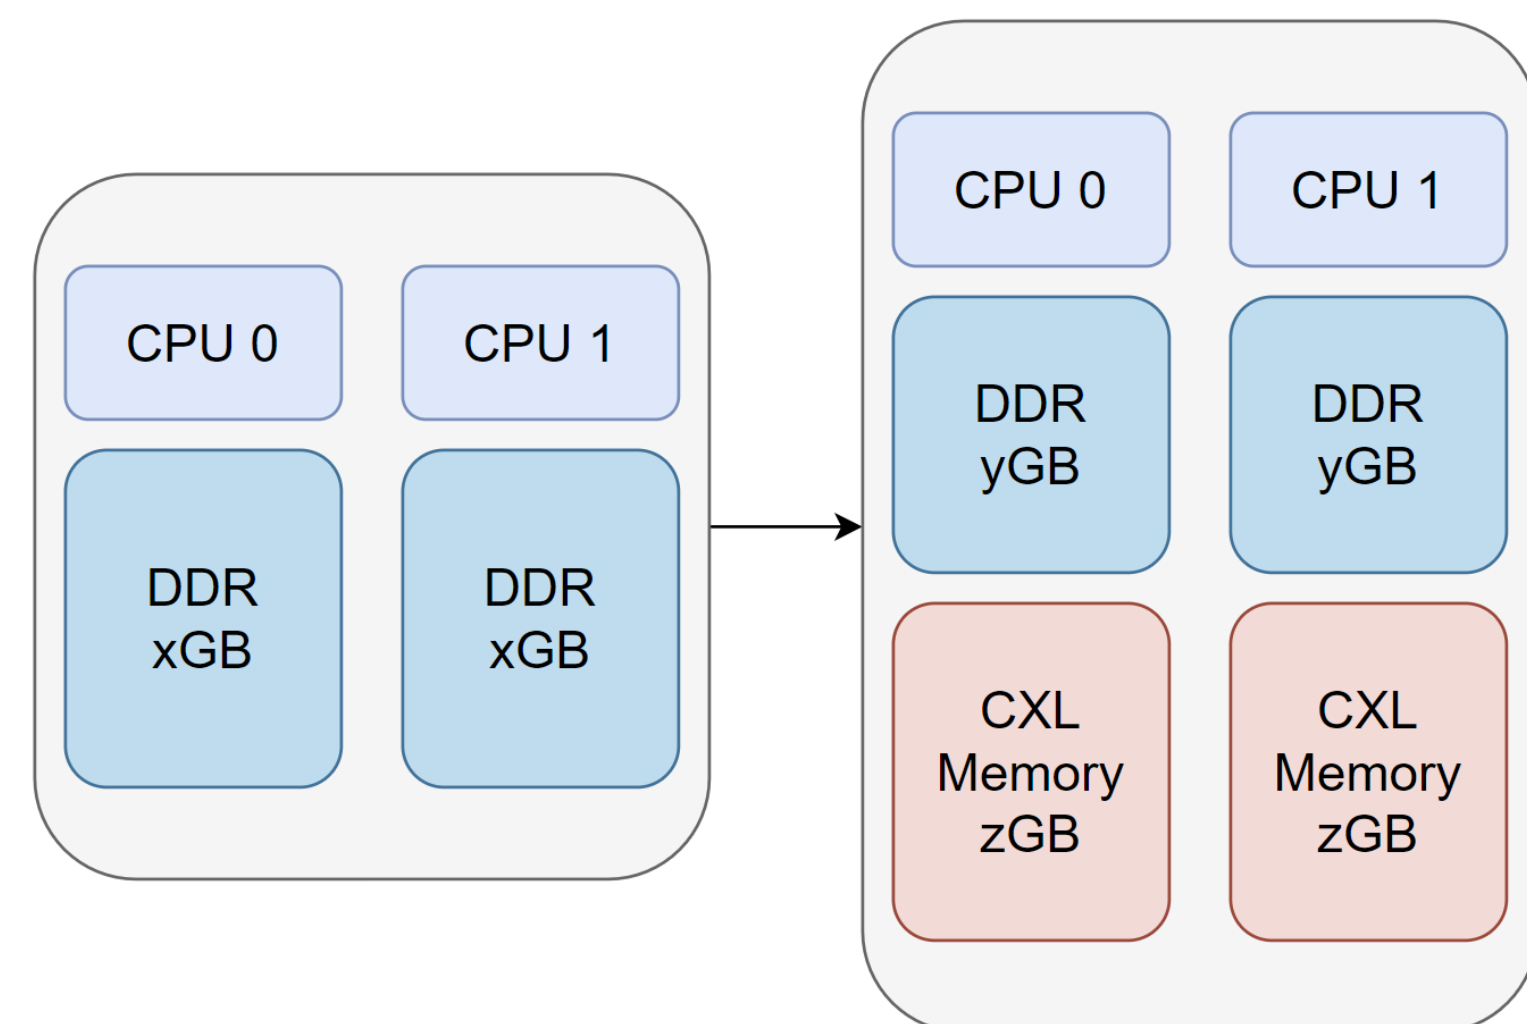 CPU 0
CPU 1
DDR
xGB
DDR
xGB
CPU 0
CPU 1
DDR
yGB
DDR
yGB
CXL
Memory
zGB
CXL
Memory
zGB